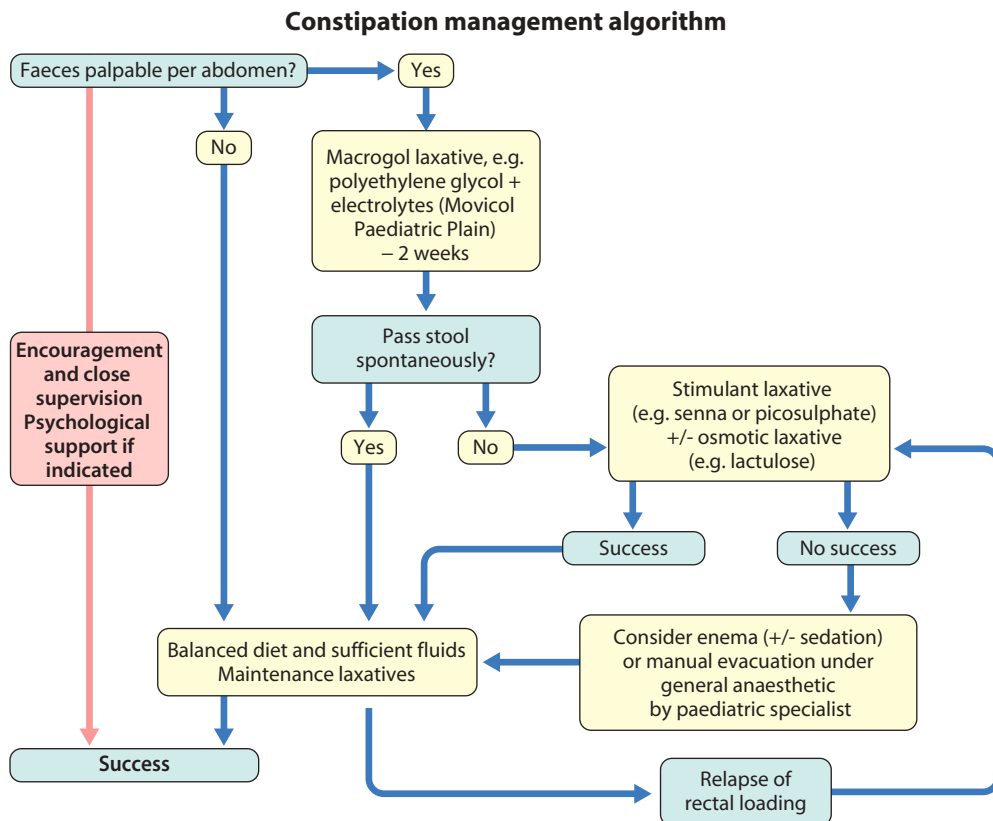 Constipation management algorithm
Faeces palpable per abdomen?
Yes
No
Macrogol laxative, e.g.
polyethylene glycol +
electrolytes (Movicol
Paediatric Plain)
– 2 weeks
Encouragement
and close
supervision
Psychological
support if
indicated
Pass stool
spontaneously?
Yes
No
Stimulant laxative
(e.g. senna or picosulphate)
+/- osmotic laxative
(e.g. lactulose)
Success
No success
Balanced diet and sufficient fluids
Maintenance laxatives
Consider enema (+/- sedation)
or manual evacuation under
general anaesthetic
by paediatric specialist
Success
Relapse of
rectal loading